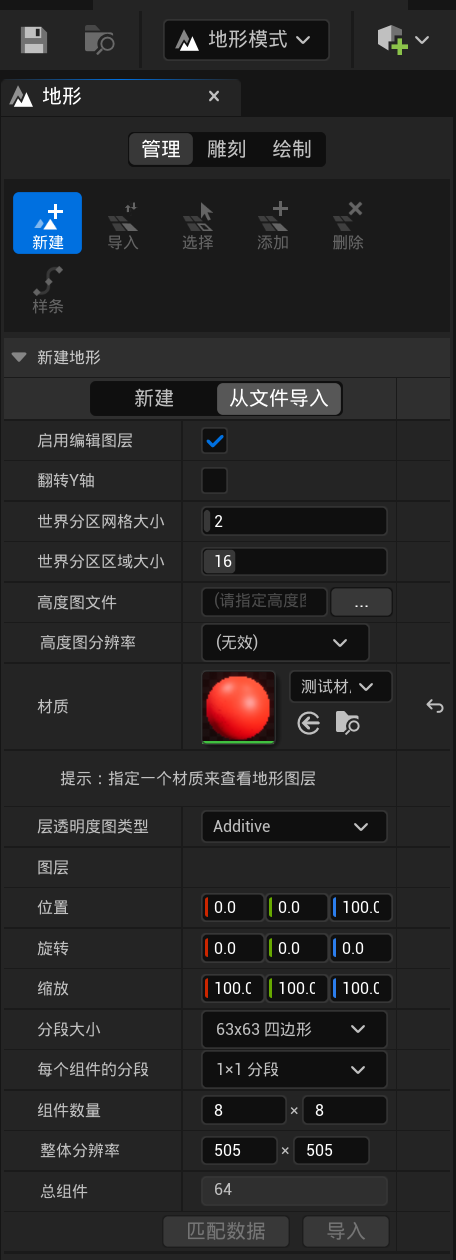 地形模式
地形
管理 雕刻 绘制
新建 导入 选择 添加 删除
样条
新建地形
新建 从文件导入
启用编辑图层
翻转Y轴
世界分区网格大小 2
世界分区区域大小 16
高度图文件 (请指定高度图 ...
高度图分辨率 (无效)
材质 测试材.
提示：指定一个材质来查看地形图层
层透明度图类型 Additive
图层
位置 0.0 0.0 100.0
旋转 0.0 0.0 0.0
缩放 100.0 100.0 100.0
分段大小 63x63 四边形
每个组件的分段 1×1 分段
组件数量 8 × 8
整体分辨率 505 × 505
总组件 64
匹配数据 导入